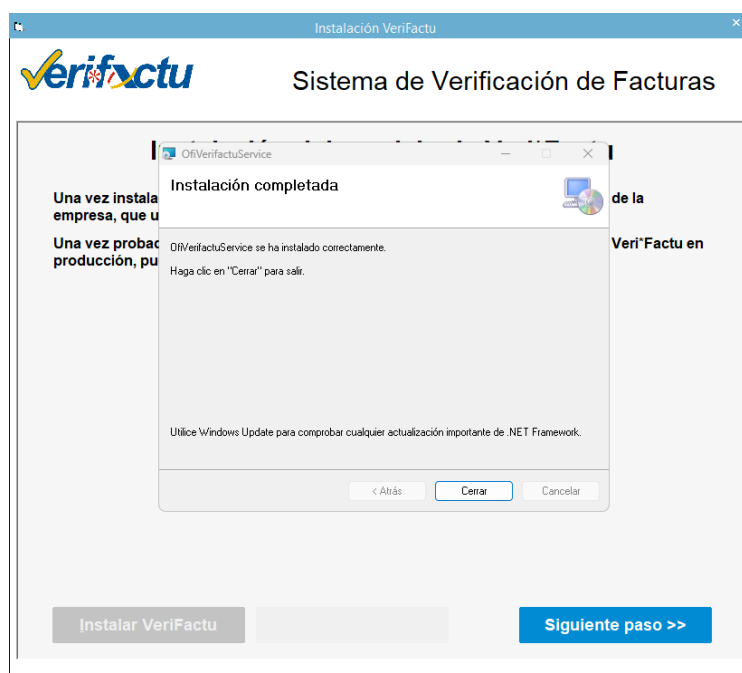 Instalación VeriFactu
Verif*ctu
Sistema de Verificación de Facturas
OfiVerifactuService
Instalación completada
Una vez instala
de la
empresa, que u
Una vez probad
Veri*Factu en
producción, pu
OfiVerifactuService se ha instalado correctamente.
Haga clic en "Cerrar" para salir.
Utilice Windows Update para comprobar cualquier actualización importante de .NET Framework.
< Atrás
Cerrar
Cancelar
Instalar VeriFactu
Siguiente paso >>